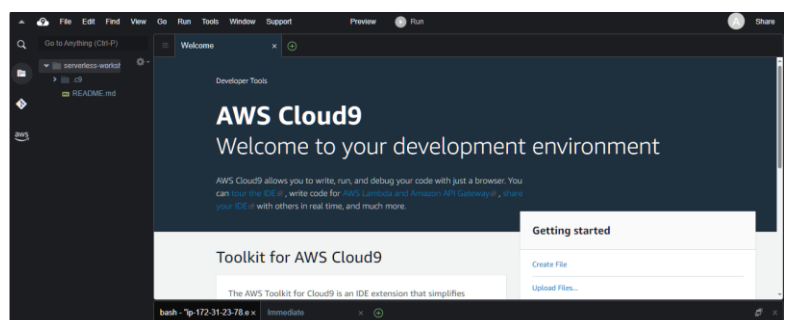 File Edit Find View Go Run Tools Window Support Preview Run A Share
Go to Anything (Ctrl-P)
Welcome
serverless-workst
.c9
README.md
aws
Developer Tools
AWS Cloud9
Welcome to your development environment
AWS Cloud9 allows you to write, run, and debug your code with just a browser. You
can tour the IDE, write code for AWS Lambda and Amazon API Gateway, share
your IDE with others in real time, and much more.
Getting started
Toolkit for AWS Cloud9
Create File
Upload Files...
The AWS Toolkit for Cloud9 is an IDE extension that simplifies
bash - "ip-172-31-23-78.e Immediate